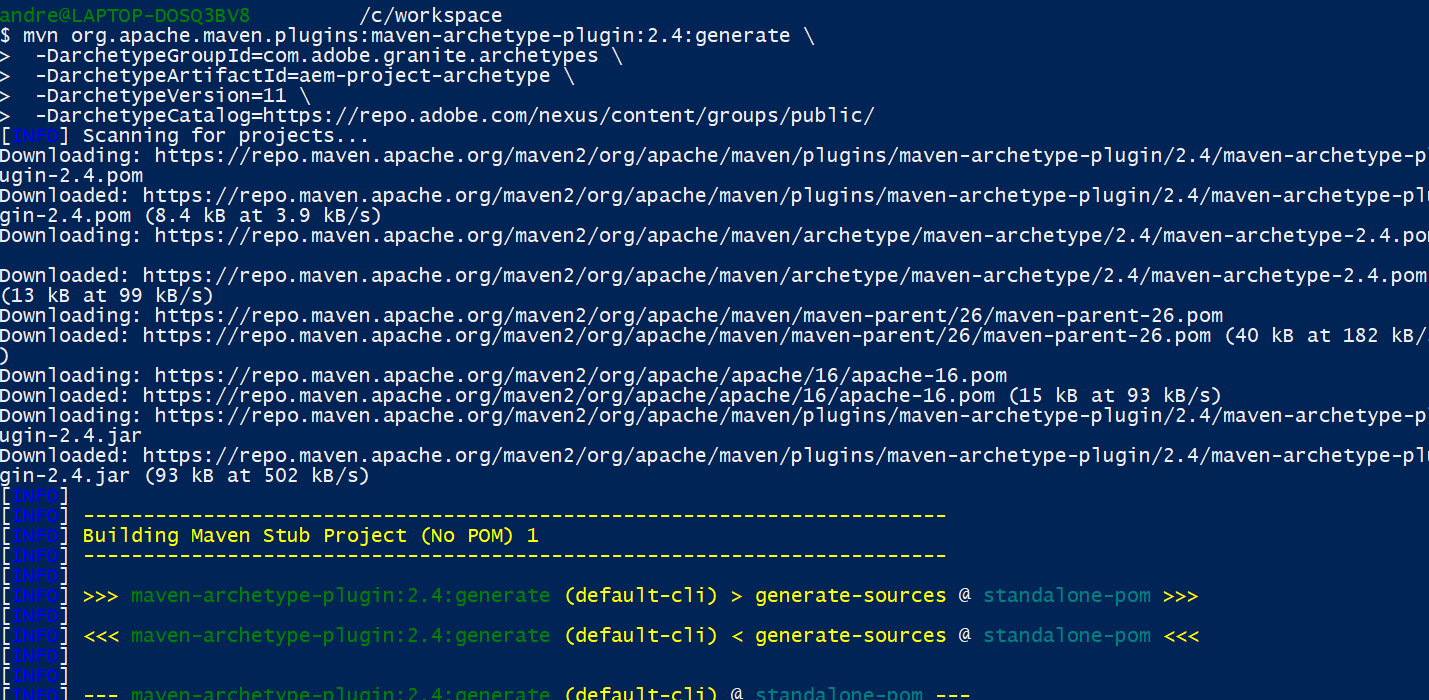 andre@LAPTOP-DOSQ3BV8 /c/workspace
$ mvn org.apache.maven.plugins:maven-archetype-plugin:2.4:generate \
>  -DarchetypeGroupId=com.adobe.granite.archetypes \
>  -DarchetypeArtifactId=aem-project-archetype \
>  -DarchetypeVersion=11 \
>  -DarchetypeCatalog=https://repo.adobe.com/nexus/content/groups/public/
[INFO] Scanning for projects...
Downloading: https://repo.maven.apache.org/maven2/org/apache/maven/plugins/maven-archetype-plugin/2.4/maven-archetype-pl
ugin-2.4.pom
Downloaded: https://repo.maven.apache.org/maven2/org/apache/maven/plugins/maven-archetype-plugin/2.4/maven-archetype-plu
gin-2.4.pom (8.4 kB at 3.9 kB/s)
Downloading: https://repo.maven.apache.org/maven2/org/apache/maven/archetype/maven-archetype/2.4/maven-archetype-2.4.pom
Downloaded: https://repo.maven.apache.org/maven2/org/apache/maven/archetype/maven-archetype/2.4/maven-archetype-2.4.pom
(13 kB at 99 kB/s)
Downloading: https://repo.maven.apache.org/maven2/org/apache/maven/maven-parent/26/maven-parent-26.pom
Downloaded: https://repo.maven.apache.org/maven2/org/apache/maven/maven-parent/26/maven-parent-26.pom (40 kB at 182 kB/s
)
Downloading: https://repo.maven.apache.org/maven2/org/apache/apache/16/apache-16.pom
Downloaded: https://repo.maven.apache.org/maven2/org/apache/apache/16/apache-16.pom (15 kB at 93 kB/s)
Downloading: https://repo.maven.apache.org/maven2/org/apache/maven/plugins/maven-archetype-plugin/2.4/maven-archetype-pl
ugin-2.4.jar
Downloaded: https://repo.maven.apache.org/maven2/org/apache/maven/plugins/maven-archetype-plugin/2.4/maven-archetype-plu
gin-2.4.jar (93 kB at 502 kB/s)
[INFO]
[INFO] ------------------------------------------------------------------------
[INFO] Building Maven Stub Project (No POM) 1
[INFO] ------------------------------------------------------------------------
[INFO]
[INFO] >>> maven-archetype-plugin:2.4:generate (default-cli) > generate-sources @ standalone-pom >>>
[INFO]
[INFO] <<< maven-archetype-plugin:2.4:generate (default-cli) < generate-sources @ standalone-pom <<<
[INFO]
[INFO]
[INFO] --- maven-archetype-plugin:2.4:generate (default-cli) @ standalone-pom ---